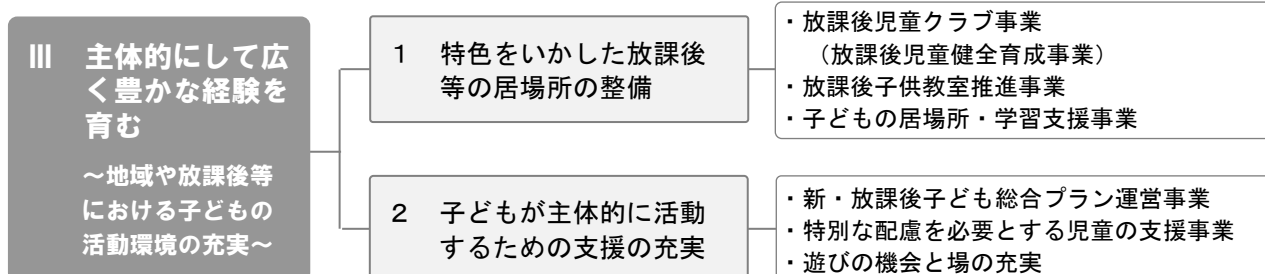 Ⅲ 主体的にして広
く豊かな経験を
育む
～地域や放課後等
における子どもの
活動環境の充実～
１ 特色をいかした放課後
等の居場所の整備
・放課後児童クラブ事業
（放課後児童健全育成事業）
・放課後子供教室推進事業
・子どもの居場所・学習支援事業
２ 子どもが主体的に活動
するための支援の充実
・新・放課後子ども総合プラン運営事業
・特別な配慮を必要とする児童の支援事業
・遊びの機会と場の充実